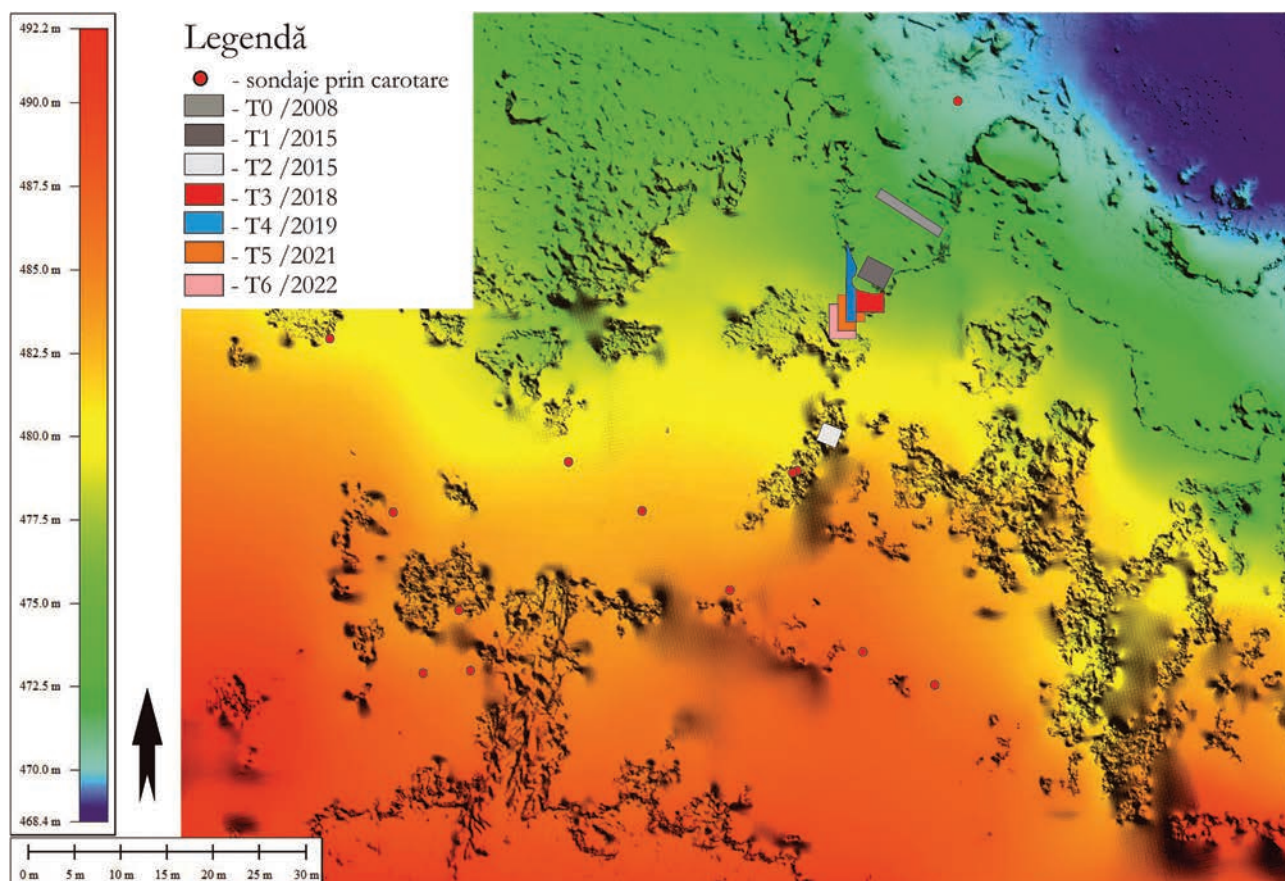 492.2 m
490.0 m
487.5 m
485.0 m
482.5 m
480.0 m
477.5 m
475.0 m
472.5 m
470.0 m
468.4 m
Legendă
- sondaje prin carotare
- T0 /2008
- T1 /2015
- T2 /2015
- T3 /2018
- T4 /2019
- T5 /2021
- T6 /2022
0 m 5 m 10 m 15 m 20 m 25 m 30 m